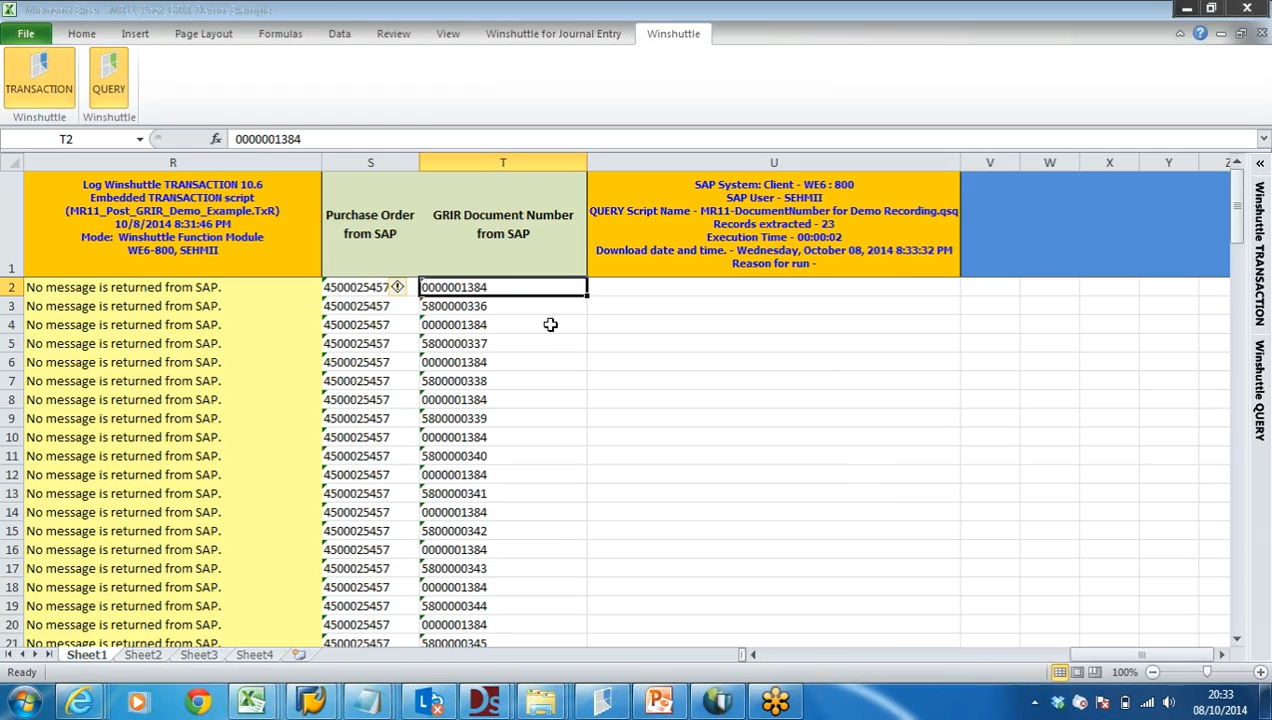 Microsoft Excel - MR11_Post_GRIR_Demo_Example
File Home Insert Page Layout Formulas Data Review View Winshuttle for Journal Entry Winshuttle
TRANSACTION QUERY
Winshuttle Winshuttle
T2 fx 0000001384
R S T U V W X Y Z
Log Winshuttle TRANSACTION 10.6
Embedded TRANSACTION script
(MR11_Post_GRIR_Demo_Example.TxR)
10/8/2014 8:31:46 PM
Mode: Winshuttle Function Module
WE6-800, SEHMII
Purchase Order
from SAP
GRIR Document Number
from SAP
SAP System: Client - WE6 : 800
SAP User - SEHMII
QUERY Script Name - MR11-DocumentNumber for Demo Recording.qsq
Records extracted - 23
Execution Time - 00:00:02
Download date and time. - Wednesday, October 08, 2014 8:33:32 PM
Reason for run -
1
2 No message is returned from SAP. 4500025457 0000001384
3 No message is returned from SAP. 4500025457 5800000336
4 No message is returned from SAP. 4500025457 0000001384
5 No message is returned from SAP. 4500025457 5800000337
6 No message is returned from SAP. 4500025457 0000001384
7 No message is returned from SAP. 4500025457 5800000338
8 No message is returned from SAP. 4500025457 0000001384
9 No message is returned from SAP. 4500025457 5800000339
10 No message is returned from SAP. 4500025457 0000001384
11 No message is returned from SAP. 4500025457 5800000340
12 No message is returned from SAP. 4500025457 0000001384
13 No message is returned from SAP. 4500025457 5800000341
14 No message is returned from SAP. 4500025457 0000001384
15 No message is returned from SAP. 4500025457 5800000342
16 No message is returned from SAP. 4500025457 0000001384
17 No message is returned from SAP. 4500025457 5800000343
18 No message is returned from SAP. 4500025457 0000001384
19 No message is returned from SAP. 4500025457 5800000344
20 No message is returned from SAP. 4500025457 0000001384
21 No message is returned from SAP. 4500025457 5800000345
Winshuttle TRANSACTION
Winshuttle QUERY
Sheet1 Sheet2 Sheet3 Sheet4
Ready 100%
20:33
08/10/2014